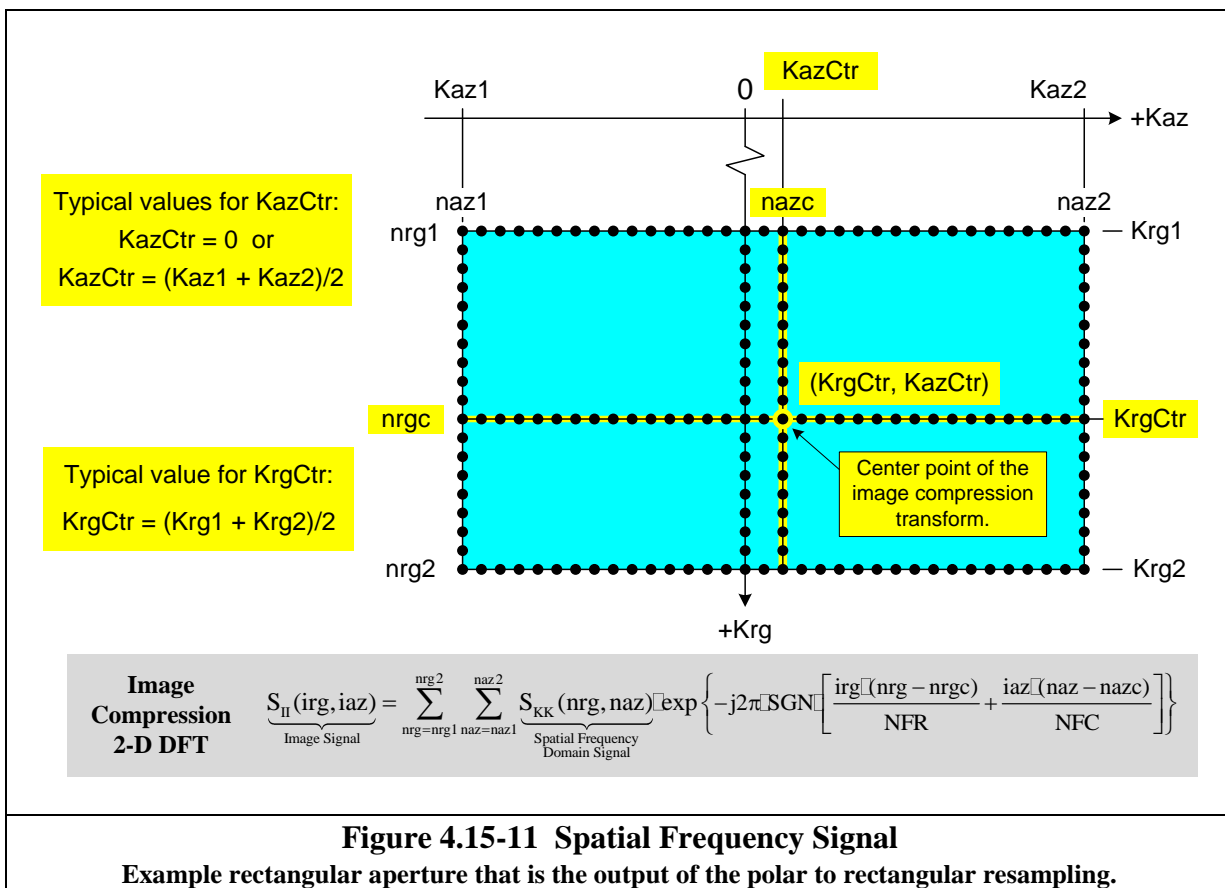 KazCtr
Kaz1 0 Kaz2
+Kaz
Typical values for KazCtr:
KazCtr = 0 or
KazCtr = (Kaz1 + Kaz2)/2
naz1 nazc naz2
nrg1 Krg1
(KrgCtr, KazCtr)
nrgc KrgCtr
Center point of the
image compression
transform.
Typical value for KrgCtr:
KrgCtr = (Krg1 + Krg2)/2
nrg2 Krg2
+Krg
Image
Compression
2-D DFT
S_II(irg,iaz) = ∑_{nrg=nrg1}^{nrg2} ∑_{naz=naz1}^{naz2} S_KK(nrg,naz)□exp{−j2π□SGN□[irg□(nrg − nrgc)/NFR + iaz□(naz − nazc)/NFC]}
Image Signal
Spatial Frequency
Domain Signal
Figure 4.15-11 Spatial Frequency Signal
Example rectangular aperture that is the output of the polar to rectangular resampling.